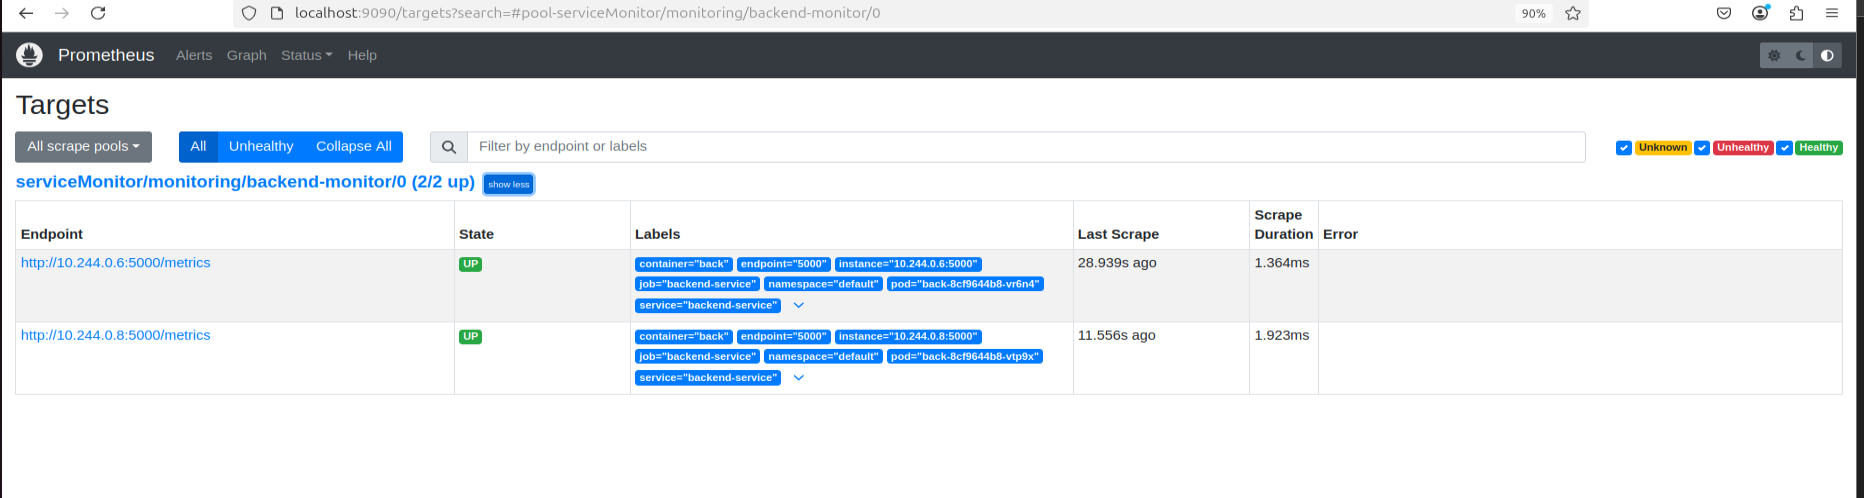 localhost:9090/targets?search=#pool-serviceMonitor/monitoring/backend-monitor/0 90%
Prometheus Alerts Graph Status Help
Targets
All scrape pools All Unhealthy Collapse All Filter by endpoint or labels Unknown Unhealthy Healthy
serviceMonitor/monitoring/backend-monitor/0 (2/2 up) show less
Endpoint State Labels Last Scrape Scrape Duration Error
http://10.244.0.6:5000/metrics UP container="back" endpoint="5000" instance="10.244.0.6:5000" 28.939s ago 1.364ms
job="backend-service" namespace="default" pod="back-8cf9644b8-vr6n4"
service="backend-service"
http://10.244.0.8:5000/metrics UP container="back" endpoint="5000" instance="10.244.0.8:5000" 11.556s ago 1.923ms
job="backend-service" namespace="default" pod="back-8cf9644b8-vtp9x"
service="backend-service"